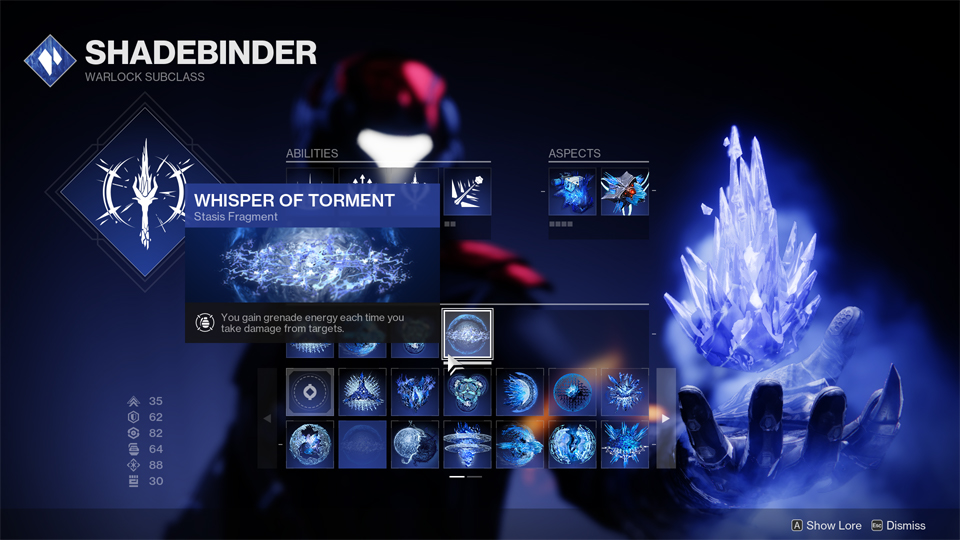 SHADEBINDER
WARLOCK SUBCLASS
ABILITIES
ASPECTS
WHISPER OF TORMENT
Stasis Fragment
You gain grenade energy each time you
take damage from targets.
35
62
82
64
88
30
A Show Lore Esc Dismiss